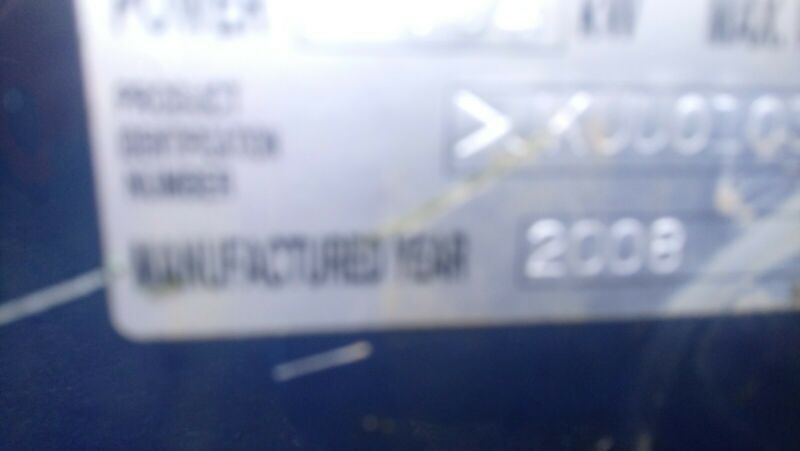 POWER KW MAX
PRODUCT
IDENTIFICATION
NUMBER
MANUFACTURED YEAR 2008